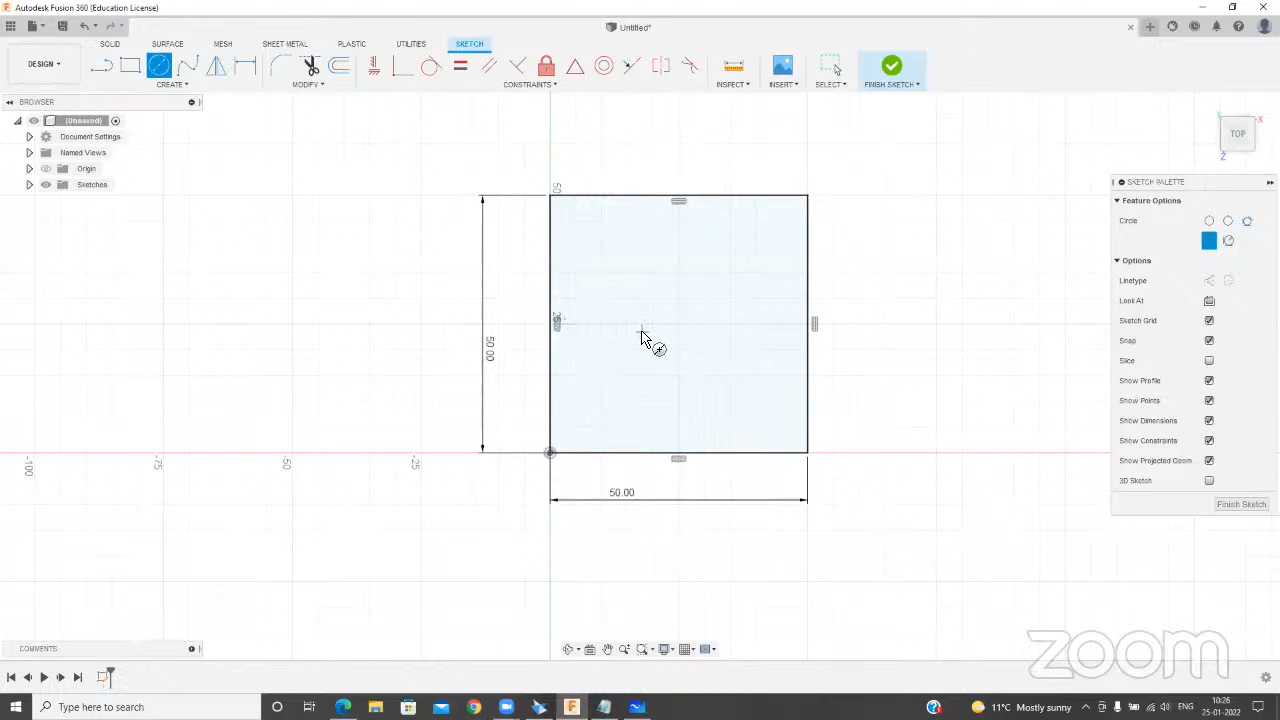 Autodesk Fusion 360 (Education License)
Untitled*
SOLID SURFACE MESH SHEET METAL PLASTIC UTILITIES SKETCH
DESIGN
CREATE MODIFY CONSTRAINTS INSPECT INSERT SELECT FINISH SKETCH
BROWSER
(Unsaved)
Document Settings
Named Views
Origin
Sketches
TOP
X
Z
SKETCH PALETTE
Feature Options
Circle
Options
Linetype
Look At
Sketch Grid
Snap
Slice
Show Profile
Show Points
Show Dimensions
Show Constraints
Show Projected Geom
3D Sketch
Finish Sketch
50
50.00
50.00
-100 -75 -50 -25
COMMENTS
zoom
Type here to search
11°C Mostly sunny
ENG
10:26
25-01-2022